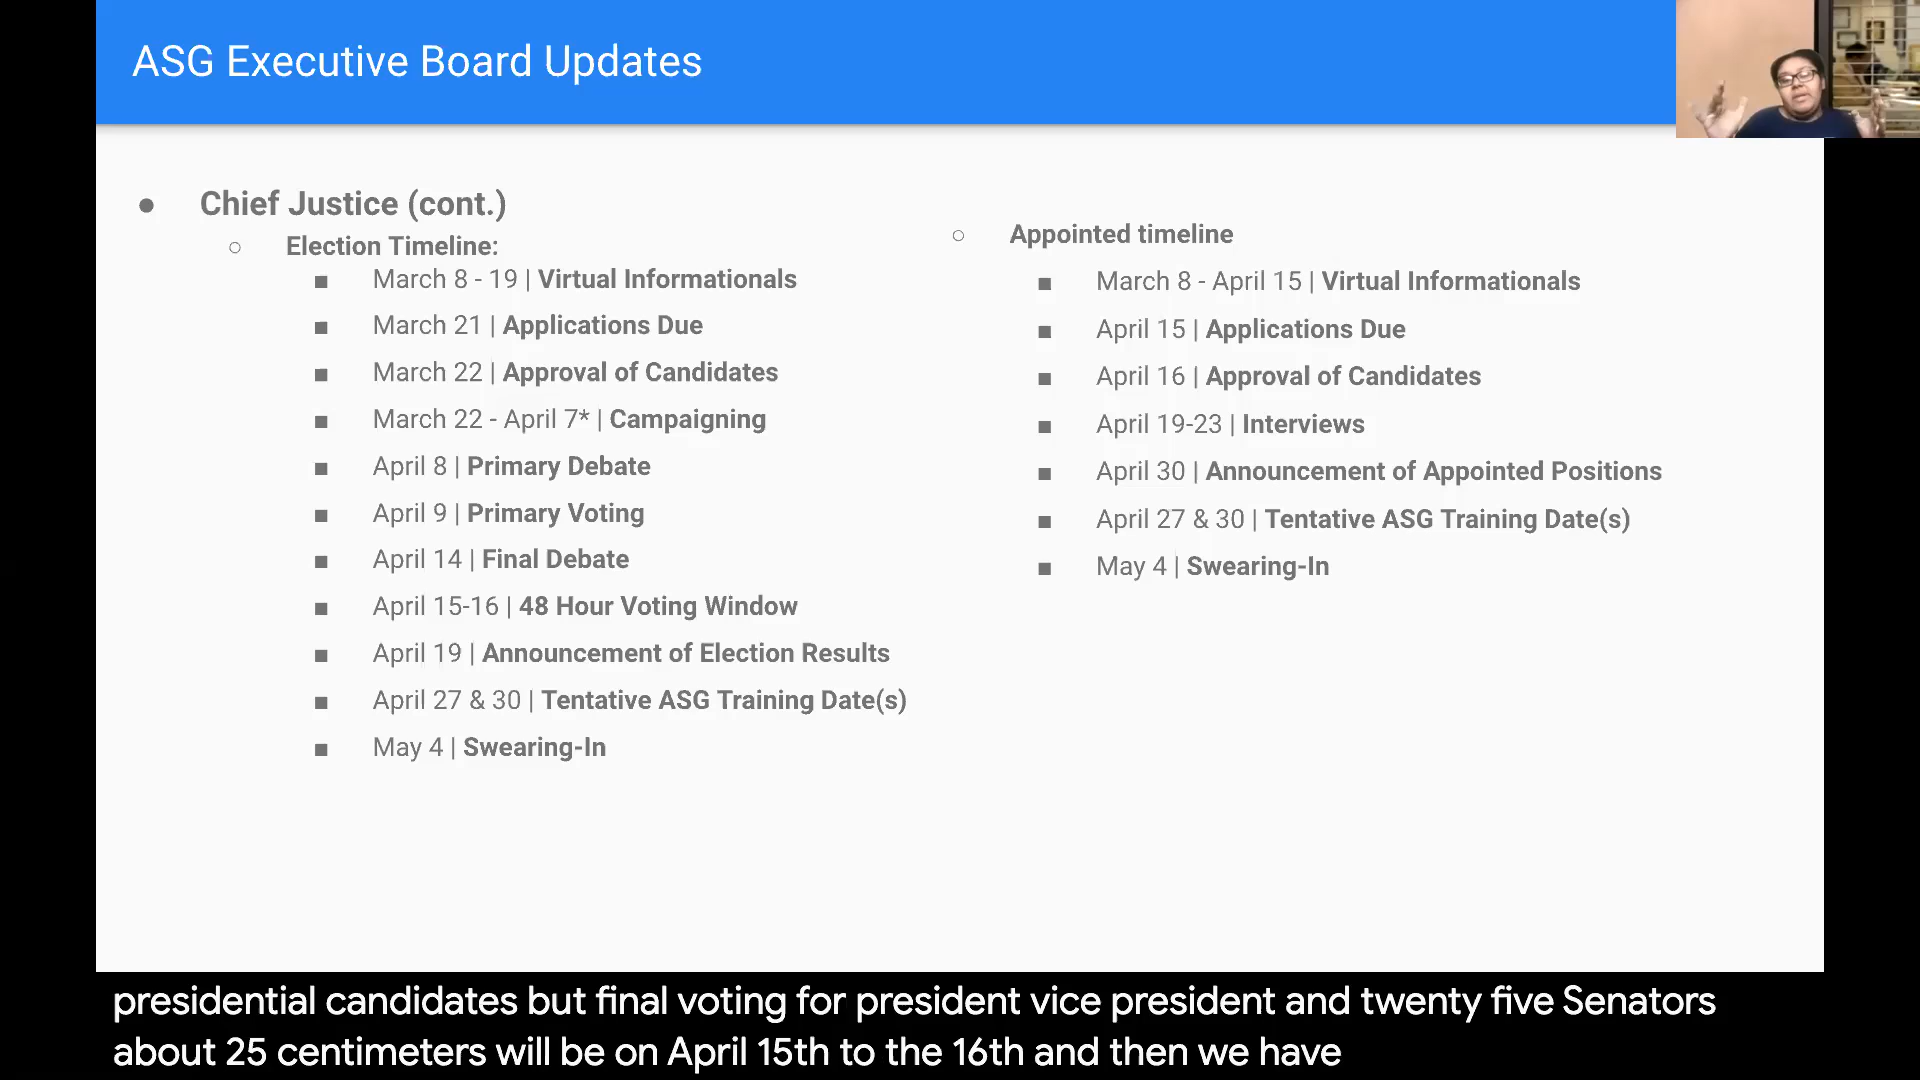 ASG Executive Board Updates
● Chief Justice (cont.)
○ Election Timeline:
■ March 8 - 19 | Virtual Informationals
■ March 21 | Applications Due
■ March 22 | Approval of Candidates
■ March 22 - April 7* | Campaigning
■ April 8 | Primary Debate
■ April 9 | Primary Voting
■ April 14 | Final Debate
■ April 15-16 | 48 Hour Voting Window
■ April 19 | Announcement of Election Results
■ April 27 & 30 | Tentative ASG Training Date(s)
■ May 4 | Swearing-In
○ Appointed timeline
■ March 8 - April 15 | Virtual Informationals
■ April 15 | Applications Due
■ April 16 | Approval of Candidates
■ April 19-23 | Interviews
■ April 30 | Announcement of Appointed Positions
■ April 27 & 30 | Tentative ASG Training Date(s)
■ May 4 | Swearing-In
presidential candidates but final voting for president vice president and twenty five Senators
about 25 centimeters will be on April 15th to the 16th and then we have